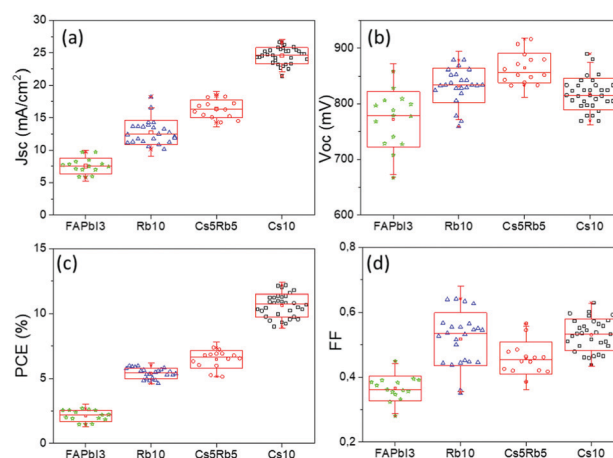 (a)
Jsc (mA/cm²)
30
25
20
15
10
5
0
FAPbI3 Rb10 Cs5Rb5 Cs10
(b)
Voc (mV)
900
800
700
600
FAPbI3 Rb10 Cs5Rb5 Cs10
(c)
PCE (%)
15
10
5
0
FAPbI3 Rb10 Cs5Rb5 Cs10
(d)
FF
0,8
0,6
0,4
0,2
FAPbI3 Rb10 Cs5Rb5 Cs10